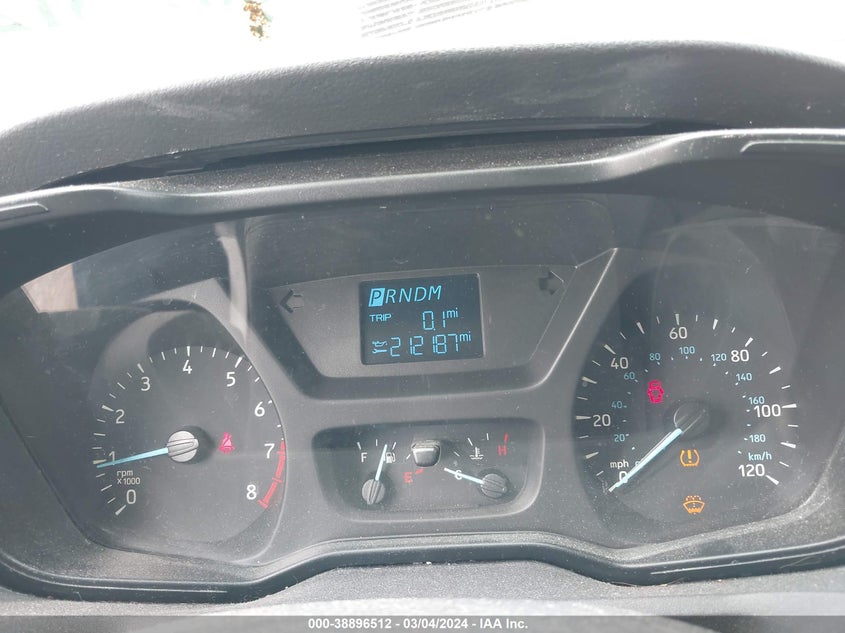 PRNDM
TRIP 0.1 mi
212187 mi
0 1 2 3 4 5 6 7 8
rpm
x1000
F E
C H
0 20 40 60 80 100 120
20 40 60 80 100 120 140 160 180
mph
km/h
000-38896512 - 03/04/2024 - IAA Inc.